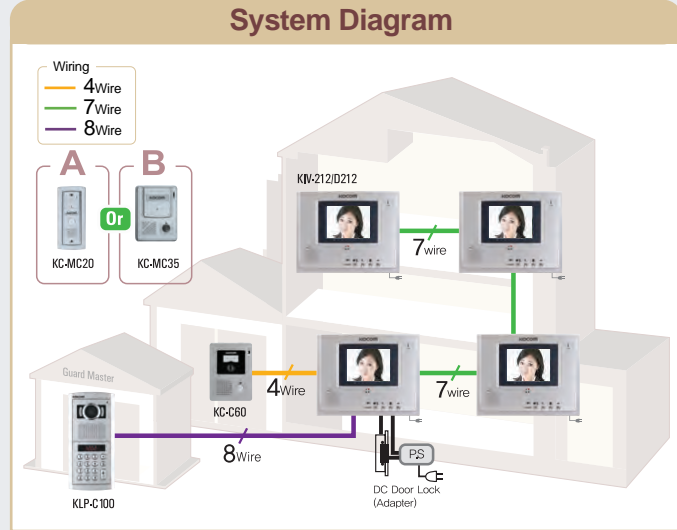 System Diagram
Wiring
4Wire
7Wire
8Wire
A
Or
B
KC-MC20
KC-MC35
KIV-212/D212
7wire
Guard Master
KC-C60
4Wire
7wire
8Wire
P.S
KLP-C100
DC Door Lock
(Adapter)